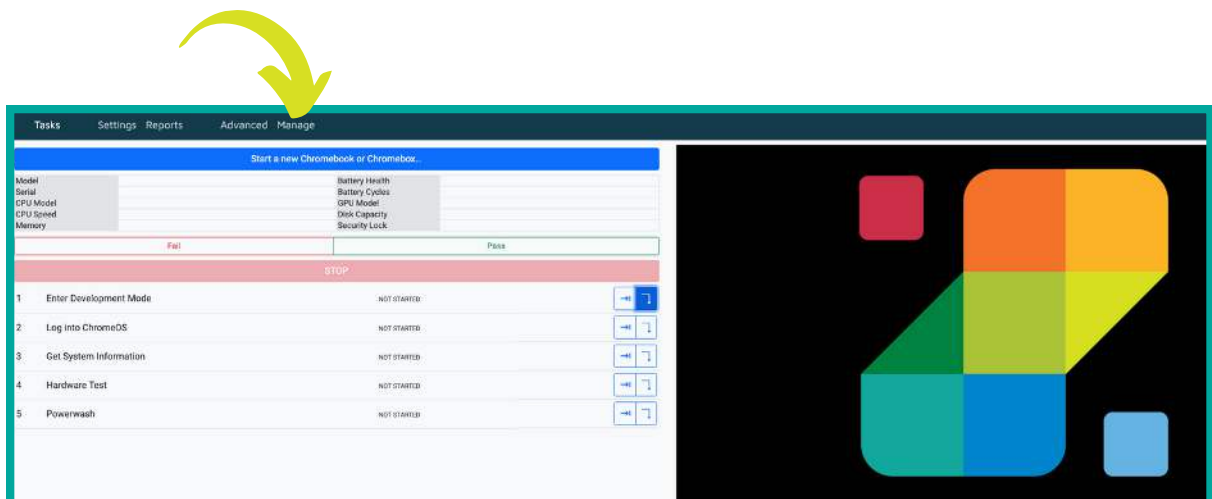 Tasks Settings Reports Advanced Manage
Start a new Chromebook or Chromebox...
Model Battery Health
Serial Battery Cycles
CPU Model GPU Model
CPU Speed Disk Capacity
Memory Security Lock
Fail Pass
STOP
1 Enter Development Mode NOT STARTED
2 Log into ChromeOS NOT STARTED
3 Get System Information NOT STARTED
4 Hardware Test NOT STARTED
5 Powerwash NOT STARTED